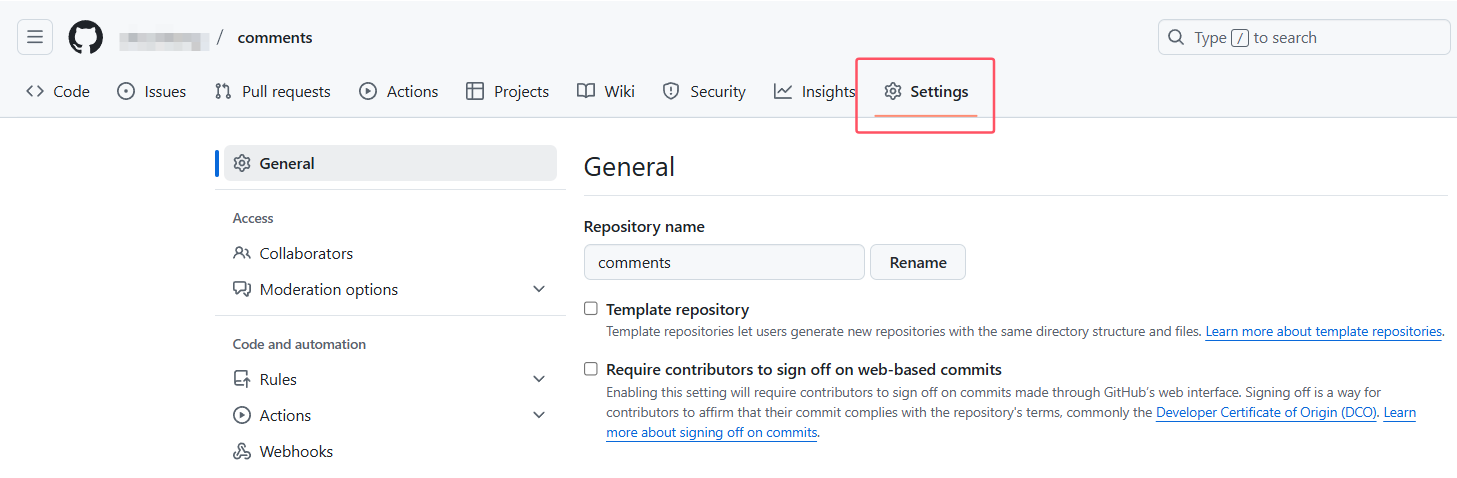 / comments
Type / to search
Code Issues Pull requests Actions Projects Wiki Security Insights Settings
General
Access
Collaborators
Moderation options
Code and automation
Rules
Actions
Webhooks
General
Repository name
comments Rename
Template repository
Template repositories let users generate new repositories with the same directory structure and files. Learn more about template repositories.
Require contributors to sign off on web-based commits
Enabling this setting will require contributors to sign off on commits made through GitHub's web interface. Signing off is a way for
contributors to affirm that their commit complies with the repository's terms, commonly the Developer Certificate of Origin (DCO). Learn
more about signing off on commits.